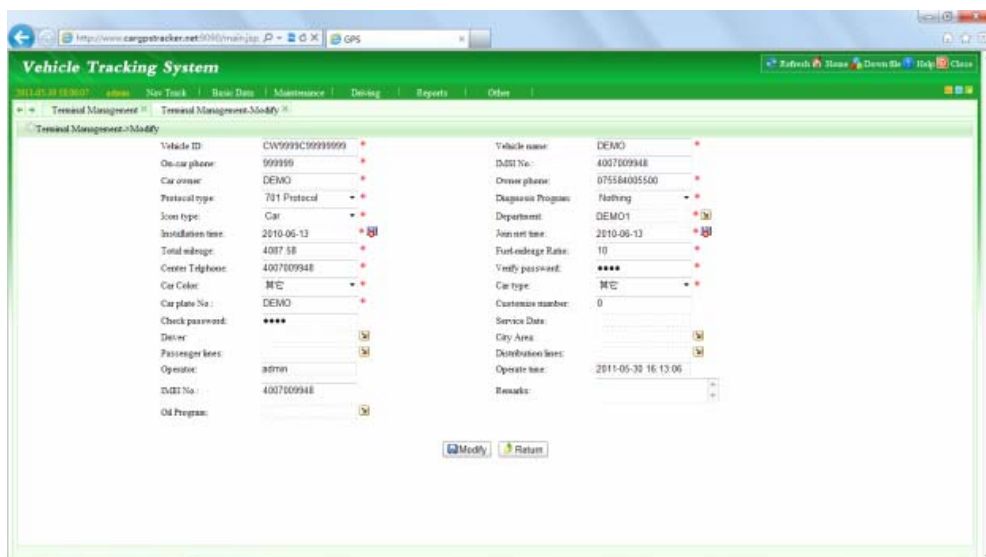 http://www.cargpstracker.net:9090/main.jsp GPS
Vehicle Tracking System Refresh Home Down file Help Close
admin Nav Track Basic Data Maintenance Driving Reports Other
Terminal Management Terminal Management-Modify
Terminal Management->Modify
Vehicle ID: CW9999C99999999 * Vehicle name: DEMO *
On-car phone: 999999 * IMSI No.: 4007009948
Car owner: DEMO * Owner phone: 075584005500 *
Protocol type: 701 Protocol * Diagnosis Program: Nothing *
Icon type: Car * Department: DEMO1 *
Installation time: 2010-06-13 * Join net time: 2010-06-13 *
Total mileage: 4087.58 * Fuel-mileage Ratio: 10 *
Center Telphone: 4007009948 * Verify password: •••• *
Car Color: 其它 * Car type: 其它 *
Car plate No.: DEMO * Customize number: 0
Check password: •••• Service Date:
Driver: City Area:
Passenger lines: Distribution lines:
Operator: admin Operate time: 2011-05-30 16:13:06
IMEI No.: 4007009948 Remarks:
Oil Program:
Modify Return